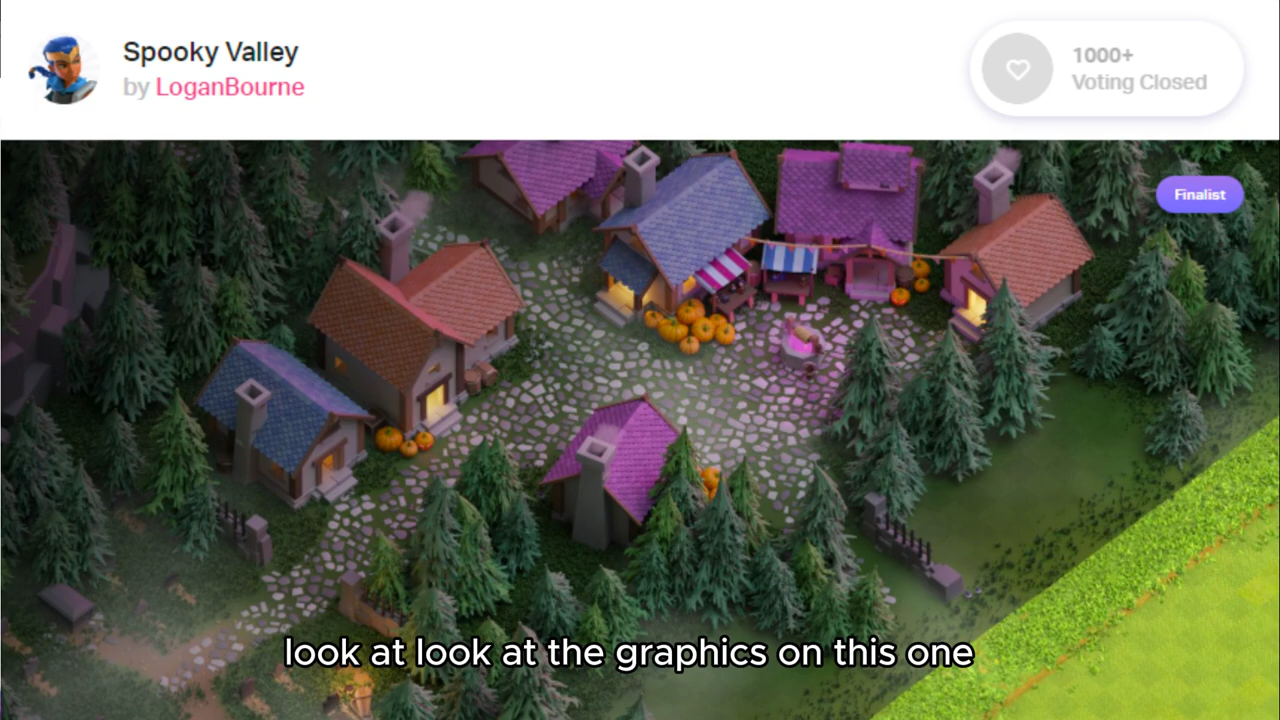 Spooky Valley
by LoganBourne
1000+
Voting Closed
Finalist
look at look at the graphics on this one